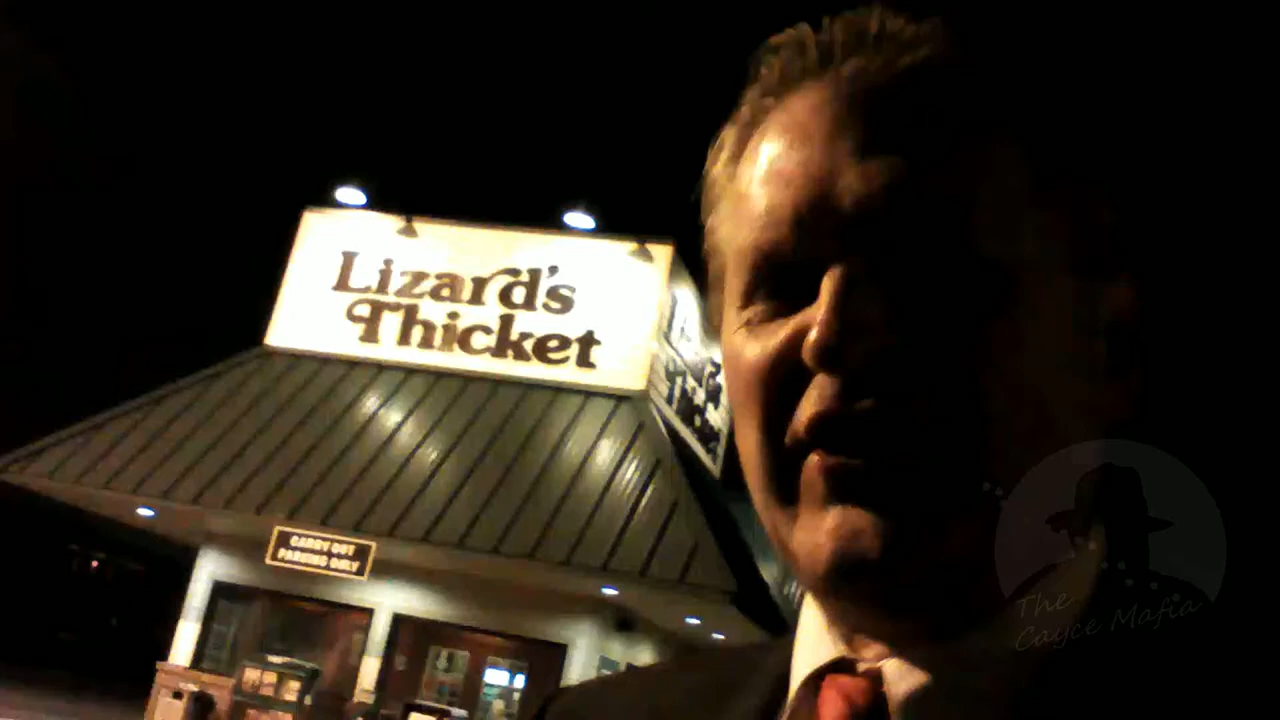 Lizard's
Thicket
CARRY OUT
PARKING ONLY
The
Cayce Mafia